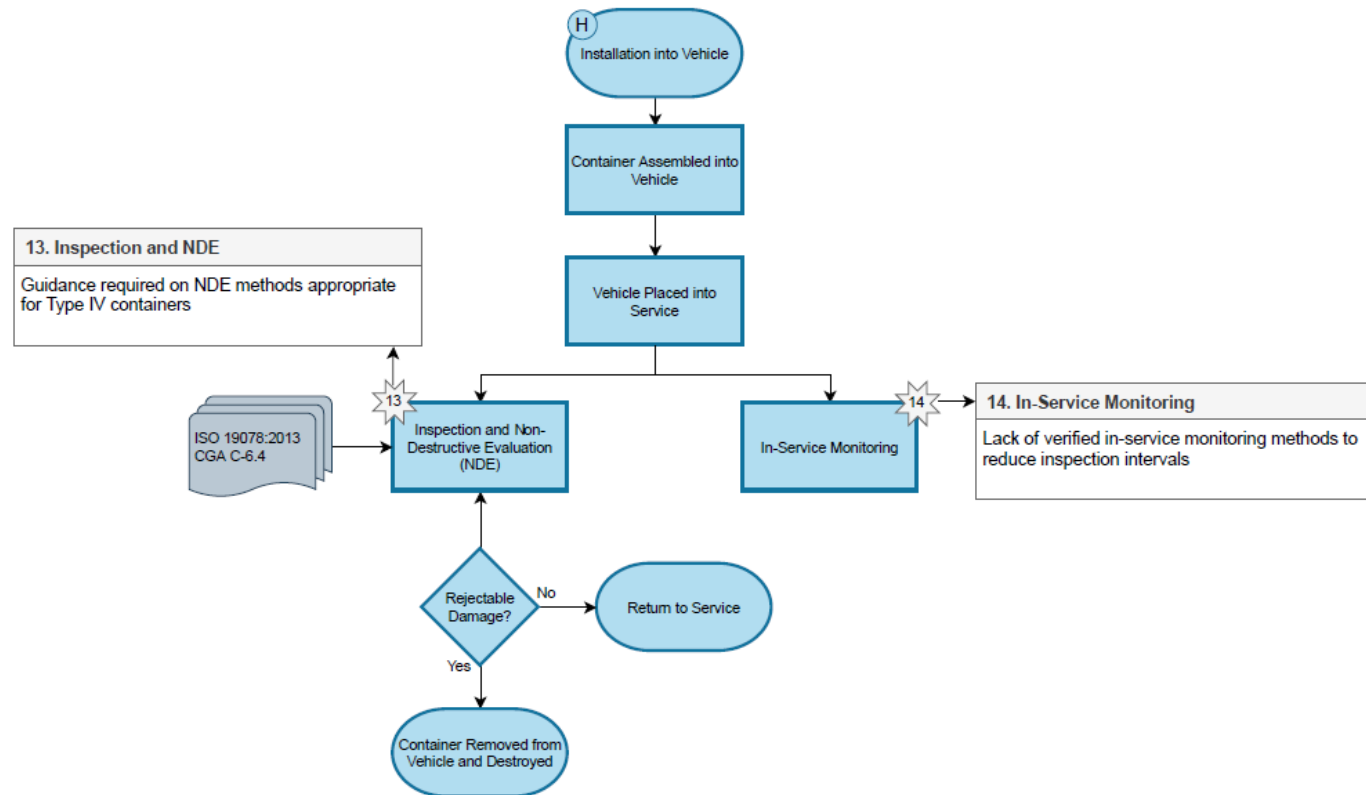 H
Installation into Vehicle
Container Assembled into
Vehicle
13. Inspection and NDE
Guidance required on NDE methods appropriate
for Type IV containers
Vehicle Placed into
Service
13
ISO 19078:2013
CGA C-6.4
Inspection and Non-
Destructive Evaluation
(NDE)
In-Service Monitoring
14
14. In-Service Monitoring
Lack of verified in-service monitoring methods to
reduce inspection intervals
Rejectable
Damage?
No
Return to Service
Yes
Container Removed from
Vehicle and Destroyed